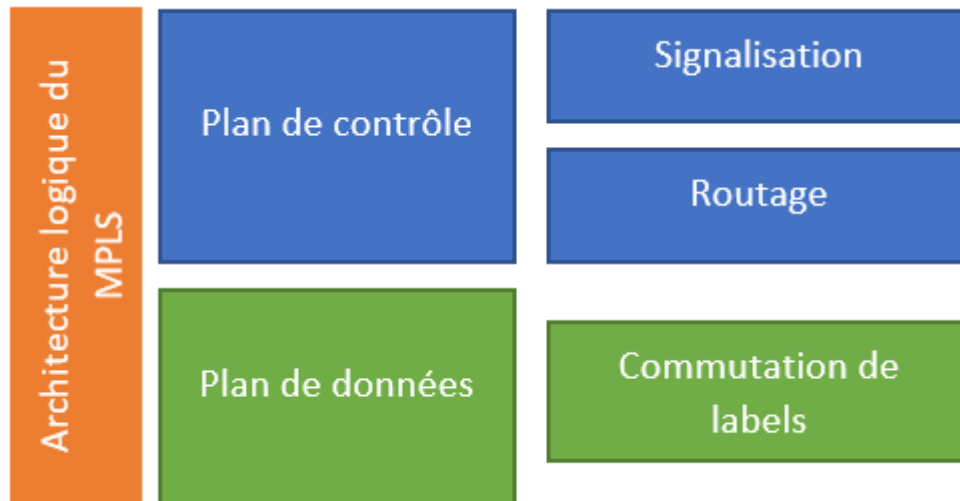 Architecture logique du
MPLS
Plan de contrôle
Signalisation
Routage
Plan de données
Commutation de
labels